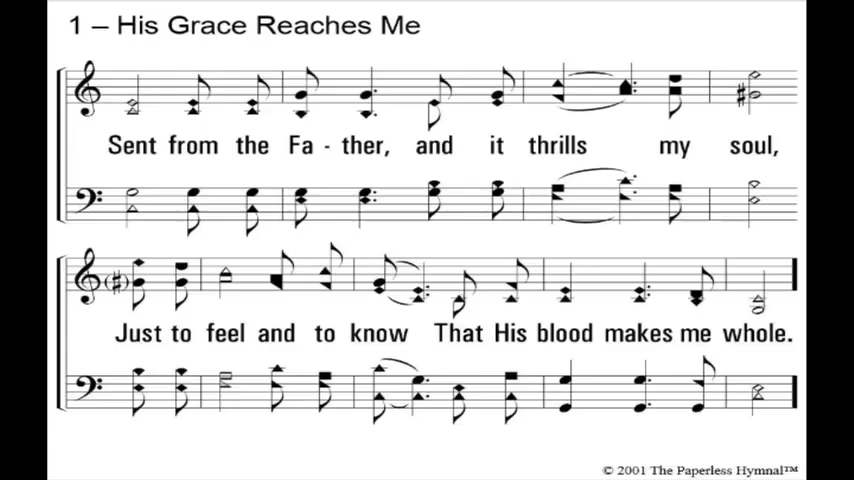 1 – His Grace Reaches Me
Sent from the Fa - ther, and it thrills my soul,
Just to feel and to know That His blood makes me whole.
© 2001 The Paperless Hymnal™